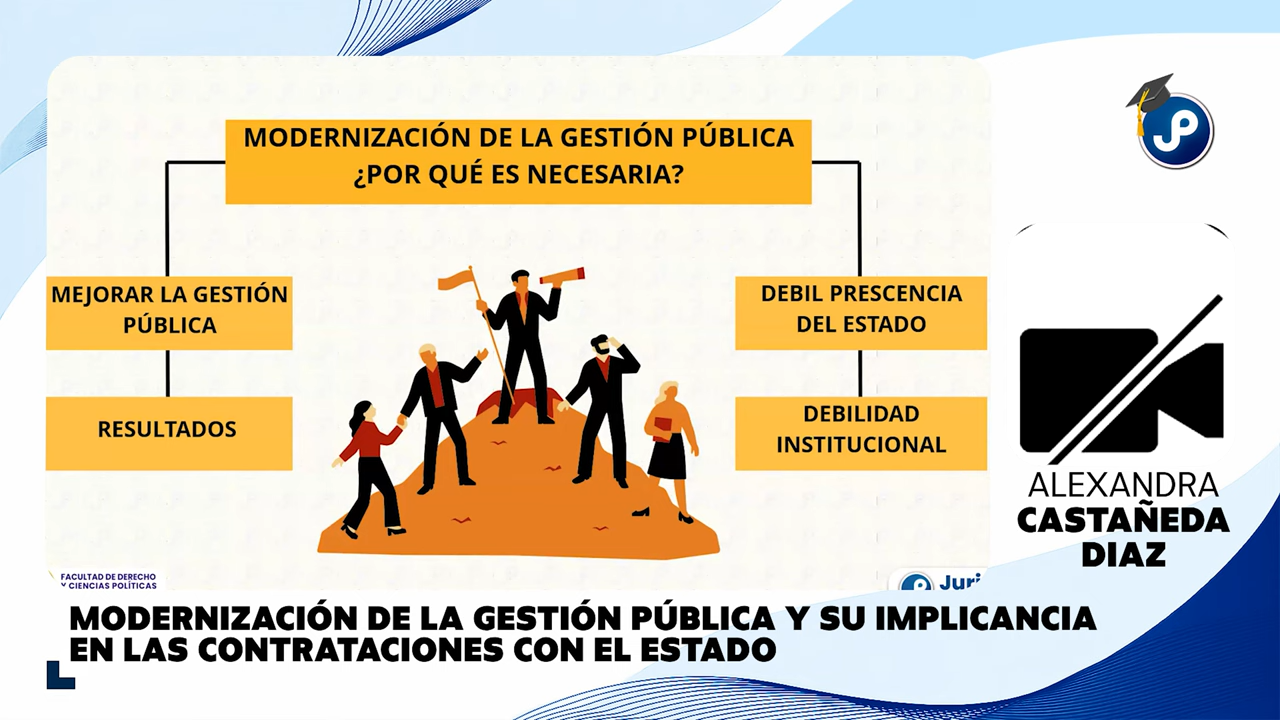 MODERNIZACIÓN DE LA GESTIÓN PÚBLICA
¿POR QUÉ ES NECESARIA?
MEJORAR LA GESTIÓN
PÚBLICA
RESULTADOS
DEBIL PRESCENCIA
DEL ESTADO
DEBILIDAD
INSTITUCIONAL
FACULTAD DE DERECHO
Y CIENCIAS POLÍTICAS
JP
ALEXANDRA
CASTAÑEDA
DIAZ
MODERNIZACIÓN DE LA GESTIÓN PÚBLICA Y SU IMPLICANCIA
EN LAS CONTRATACIONES CON EL ESTADO